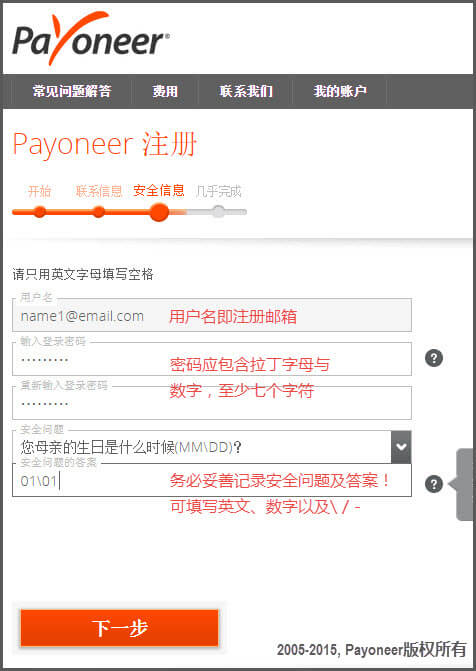 Payoneer
常见问题解答 费用 联系我们 我的账户
Payoneer 注册
开始 联系信息 安全信息 几乎完成
请只用英文字母填写空格
用户名
name1@email.com 用户名即注册邮箱
输入登录密码
密码应包含拉丁字母与
重新输入登录密码
数字，至少七个字符
安全问题
您母亲的生日是什么时候(MM\DD)?
安全问题的答案
01\01 务必妥善记录安全问题及答案！
可填写英文、数字以及\ / -
下一步
2005-2015, Payoneer版权所有